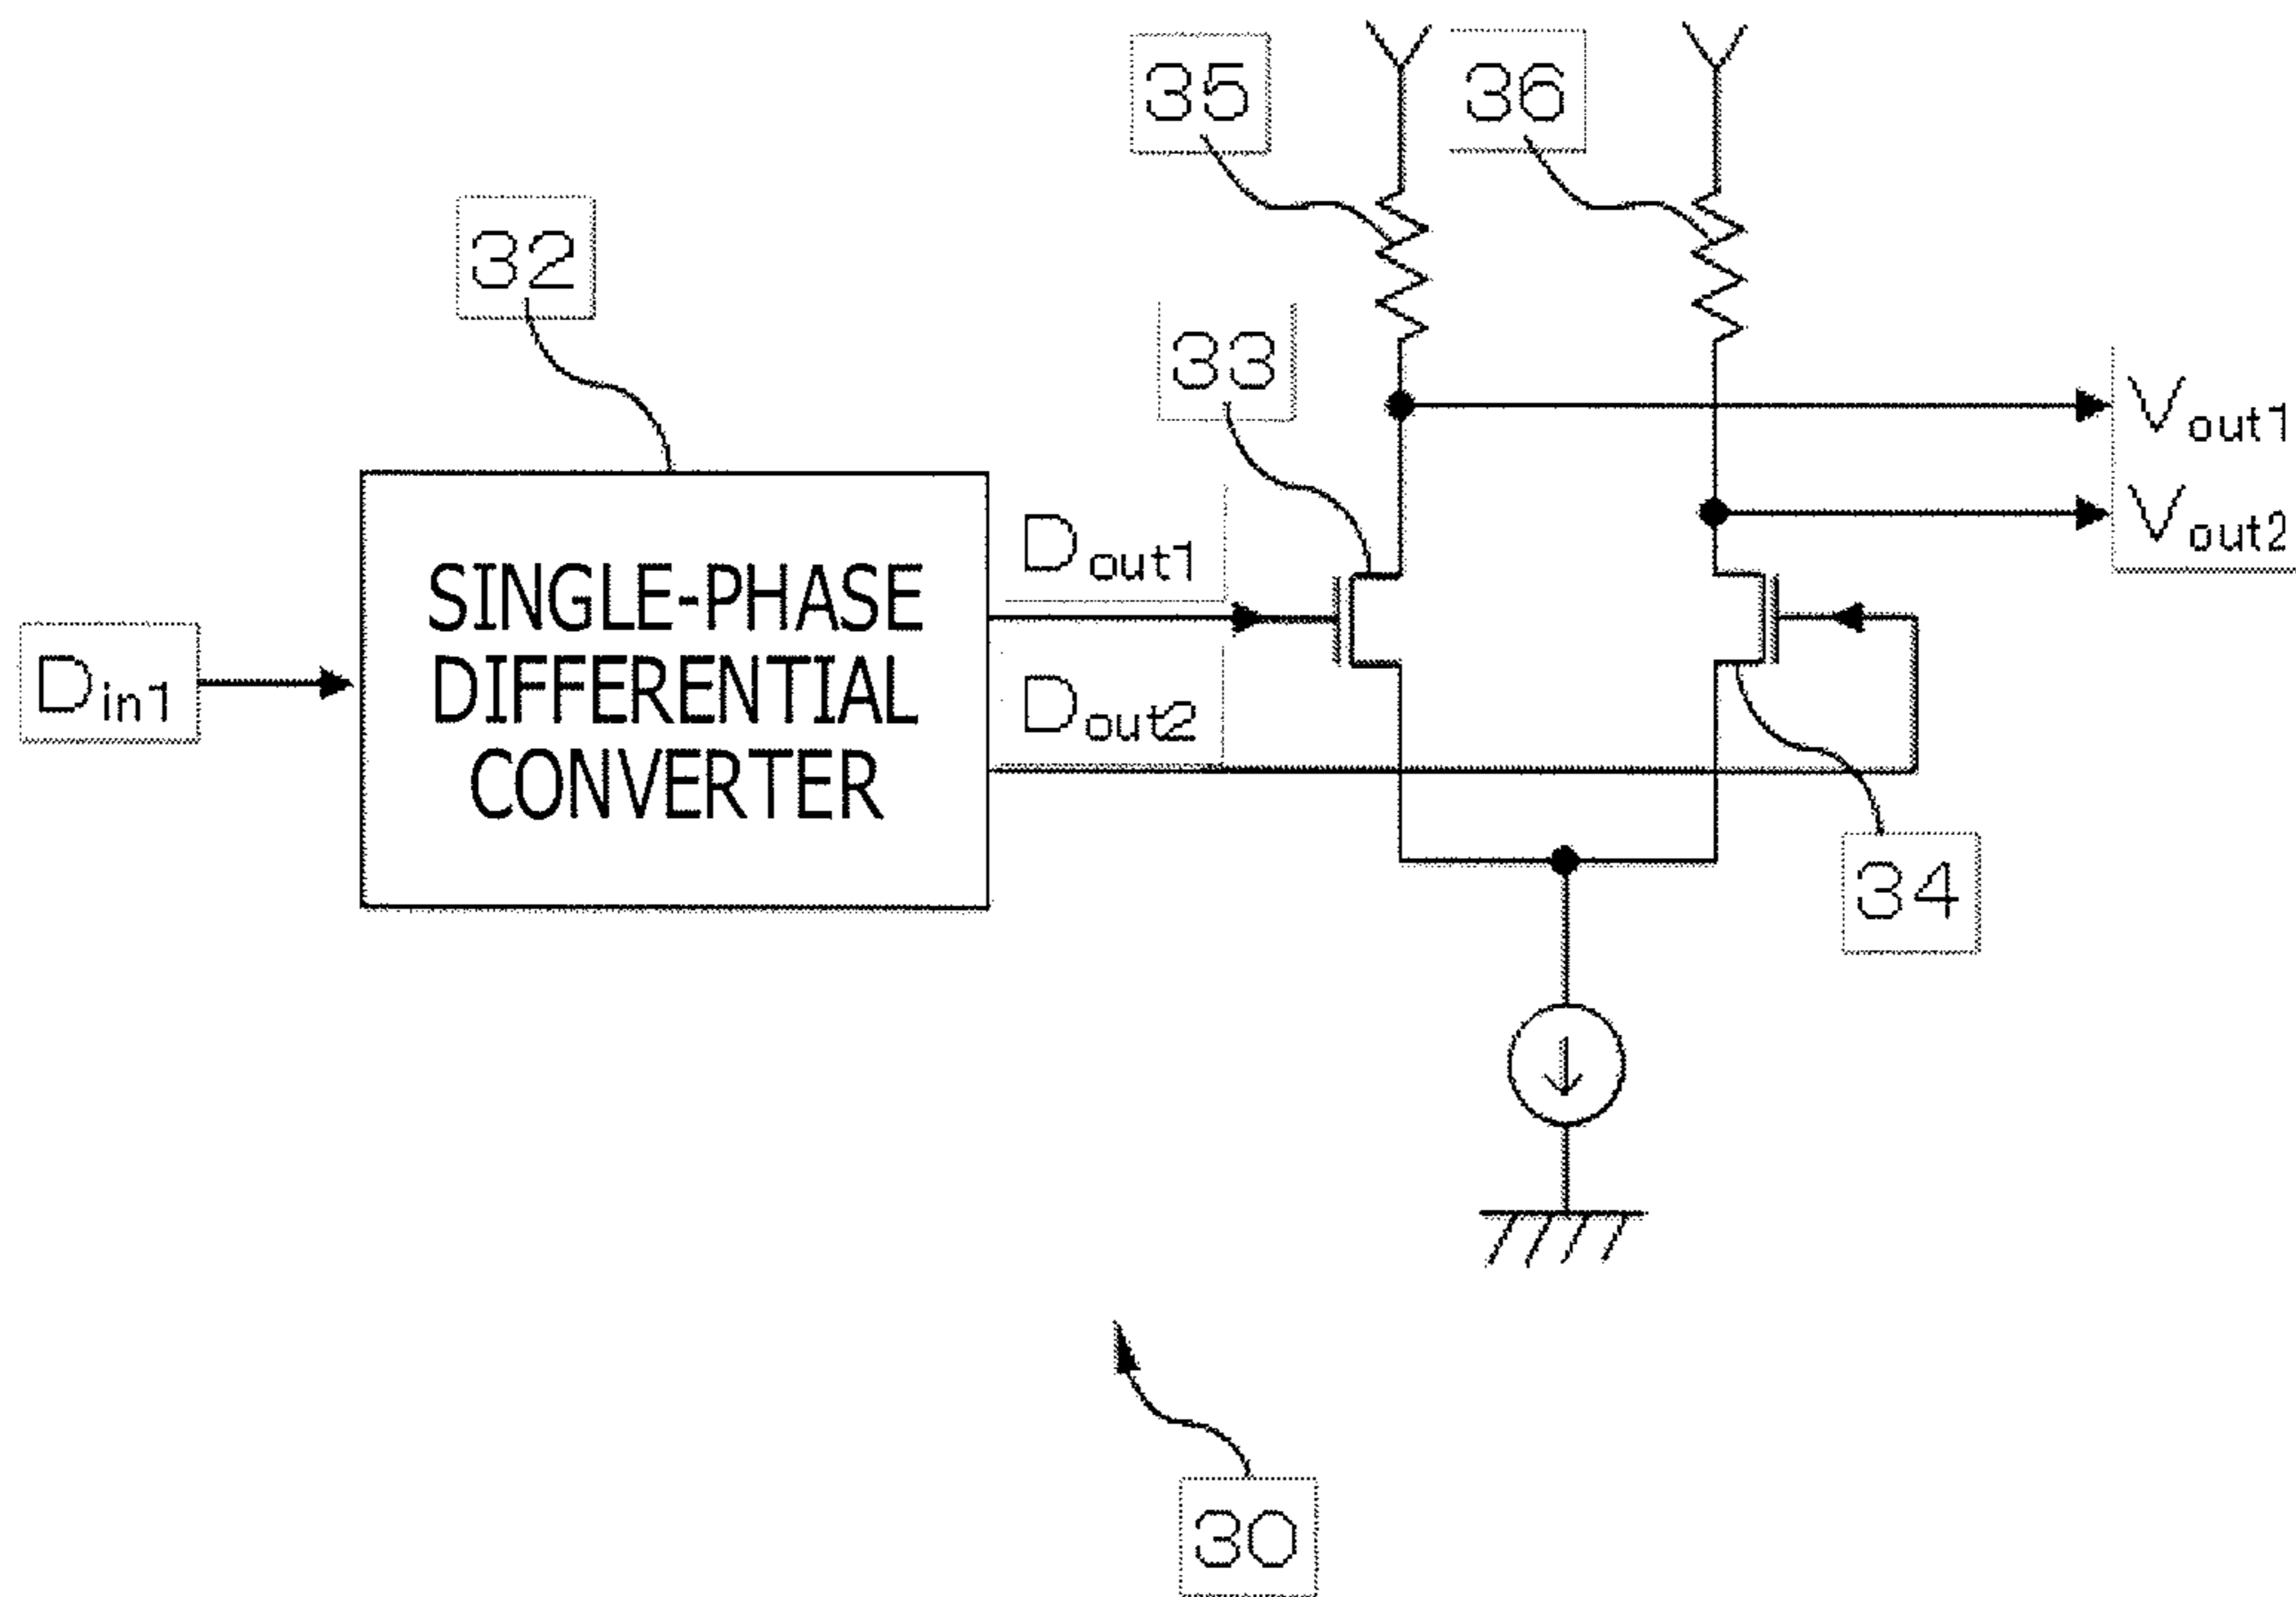 35
36
32
33
Vout1
Vout2
Dout1
SINGLE-PHASE
DIFFERENTIAL
CONVERTER
Din1
Dout2
34
30